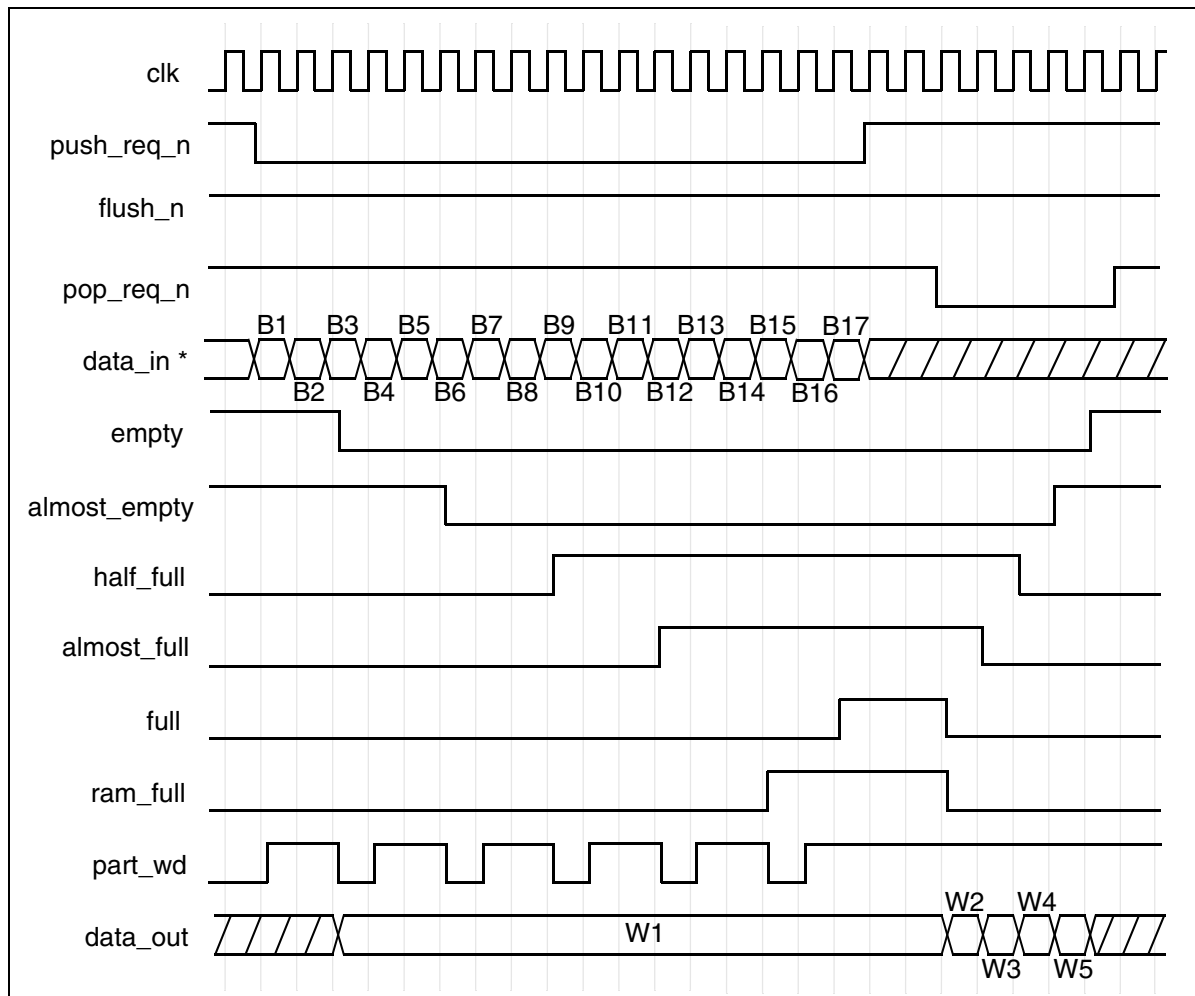 clk
push_req_n
flush_n
pop_req_n
B1 B3 B5 B7 B9 B11 B13 B15 B17
data_in *
B2 B4 B6 B8 B10 B12 B14 B16
empty
almost_empty
half_full
almost_full
full
ram_full
part_wd
W2 W4
data_out W1
W3 W5